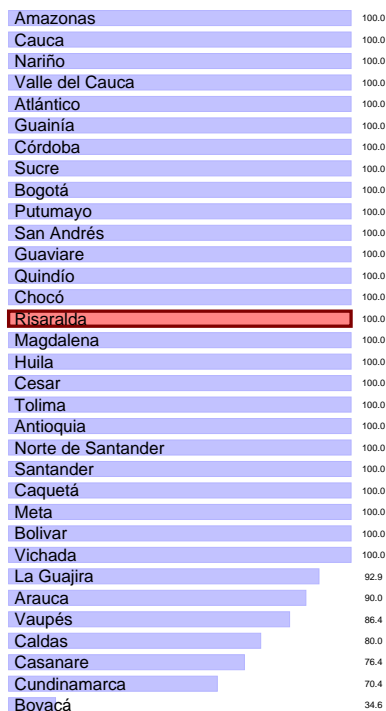 Amazonas 100.0
Cauca 100.0
Nariño 100.0
Valle del Cauca 100.0
Atlántico 100.0
Guainía 100.0
Córdoba 100.0
Sucre 100.0
Bogotá 100.0
Putumayo 100.0
San Andrés 100.0
Guaviare 100.0
Quindío 100.0
Chocó 100.0
Risaralda 100.0
Magdalena 100.0
Huila 100.0
Cesar 100.0
Tolima 100.0
Antioquia 100.0
Norte de Santander 100.0
Santander 100.0
Caquetá 100.0
Meta 100.0
Bolivar 100.0
Vichada 100.0
La Guajira 92.9
Arauca 90.0
Vaupés 86.4
Caldas 80.0
Casanare 76.4
Cundinamarca 70.4
Boyacá 34.6